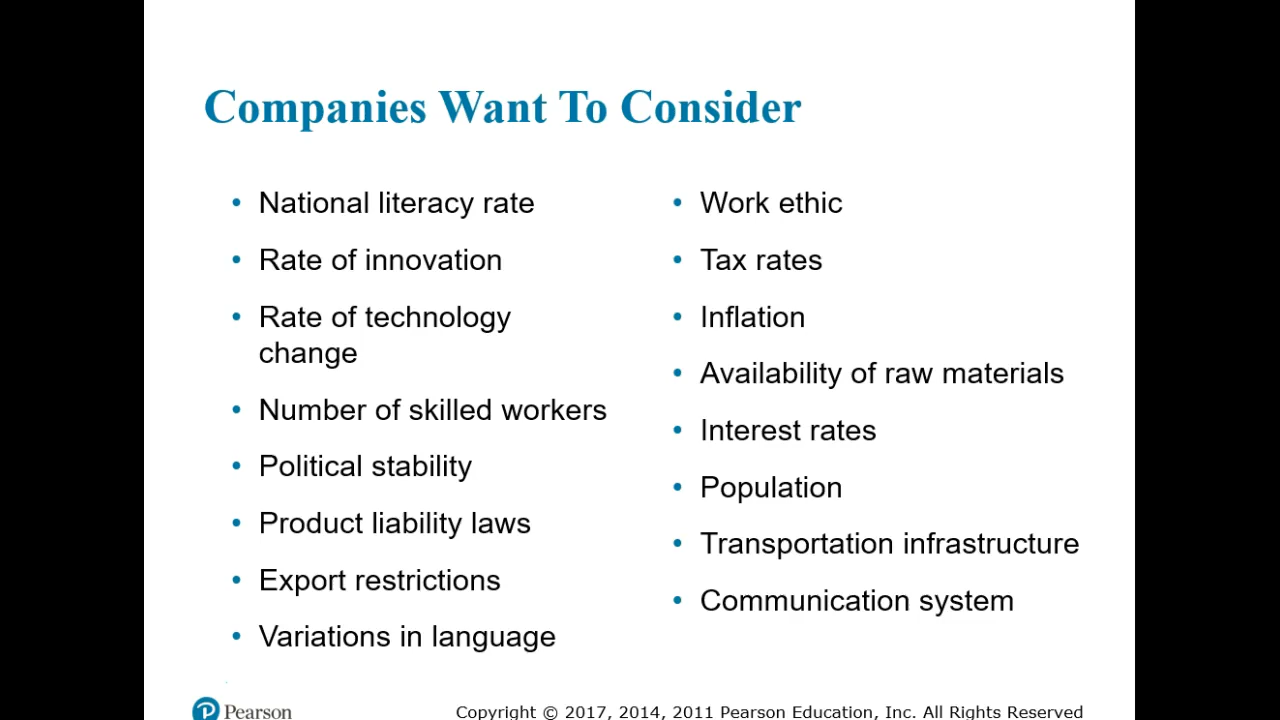 Companies Want To Consider
• National literacy rate
• Rate of innovation
• Rate of technology
change
• Number of skilled workers
• Political stability
• Product liability laws
• Export restrictions
• Variations in language
• Work ethic
• Tax rates
• Inflation
• Availability of raw materials
• Interest rates
• Population
• Transportation infrastructure
• Communication system
Pearson
Copyright © 2017, 2014, 2011 Pearson Education, Inc. All Rights Reserved